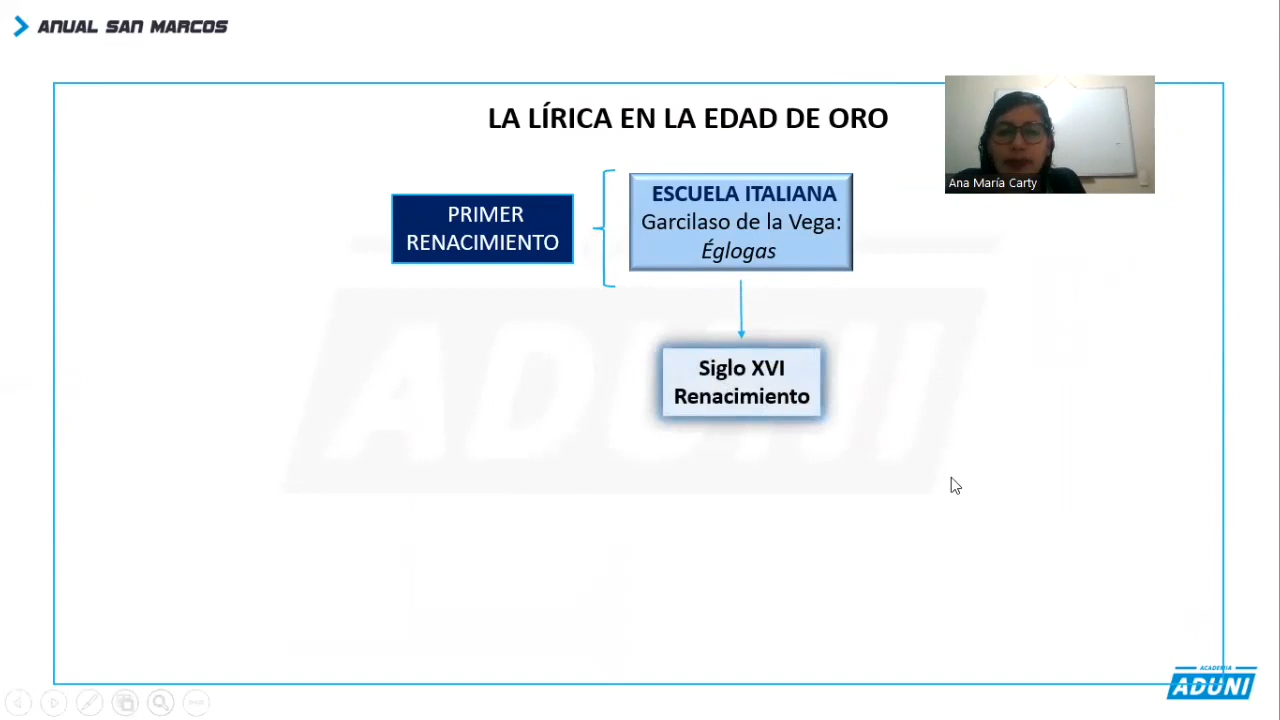 ANUAL SAN MARCOS
LA LÍRICA EN LA EDAD DE ORO
Ana María Carty
PRIMER
RENACIMIENTO
ESCUELA ITALIANA
Garcilaso de la Vega:
Églogas
Siglo XVI
Renacimiento
ADUNI
ACADEMIA
ADUNI